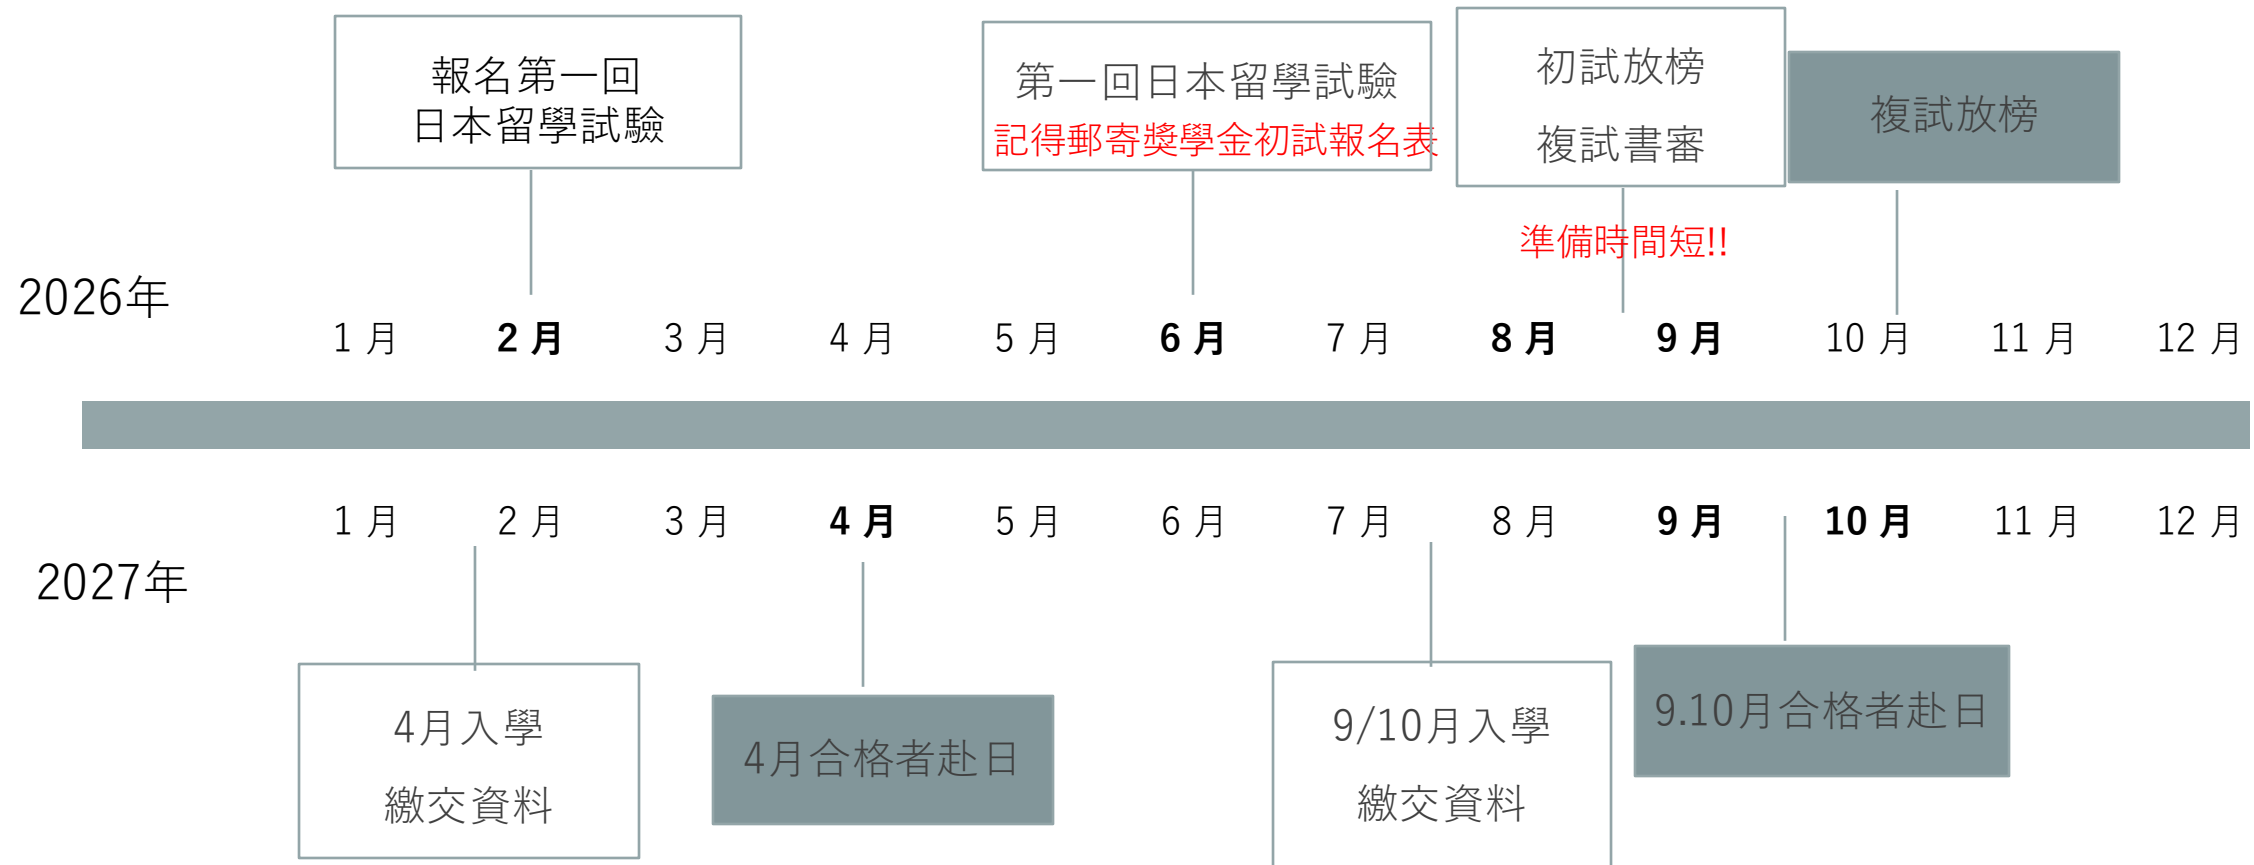 報名第一回
日本留學試驗
第一回日本留學試驗
記得郵寄獎學金初試報名表
初試放榜
複試書審
複試放榜
準備時間短!!
2026年
1 月 2 月 3 月 4 月 5 月 6 月 7 月 8 月 9 月 10 月 11 月 12 月
1 月 2 月 3 月 4 月 5 月 6 月 7 月 8 月 9 月 10 月 11 月 12 月
2027年
4月入學
繳交資料
4月合格者赴日
9/10月入學
繳交資料
9.10月合格者赴日